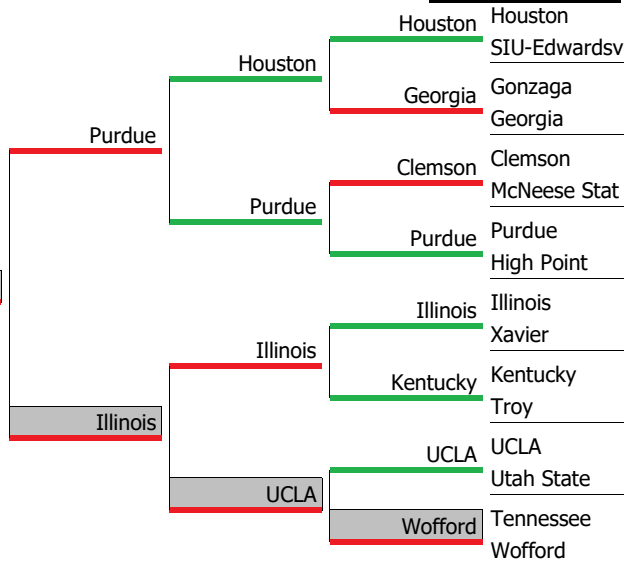 Houston
SIU-Edwardsv
Gonzaga
Georgia
Clemson
McNeese Stat
Purdue
High Point
Illinois
Xavier
Kentucky
Troy
UCLA
Utah State
Tennessee
Wofford
Houston
Georgia
Clemson
Purdue
Illinois
Kentucky
UCLA
Wofford
Houston
Purdue
Illinois
UCLA
Purdue
Illinois